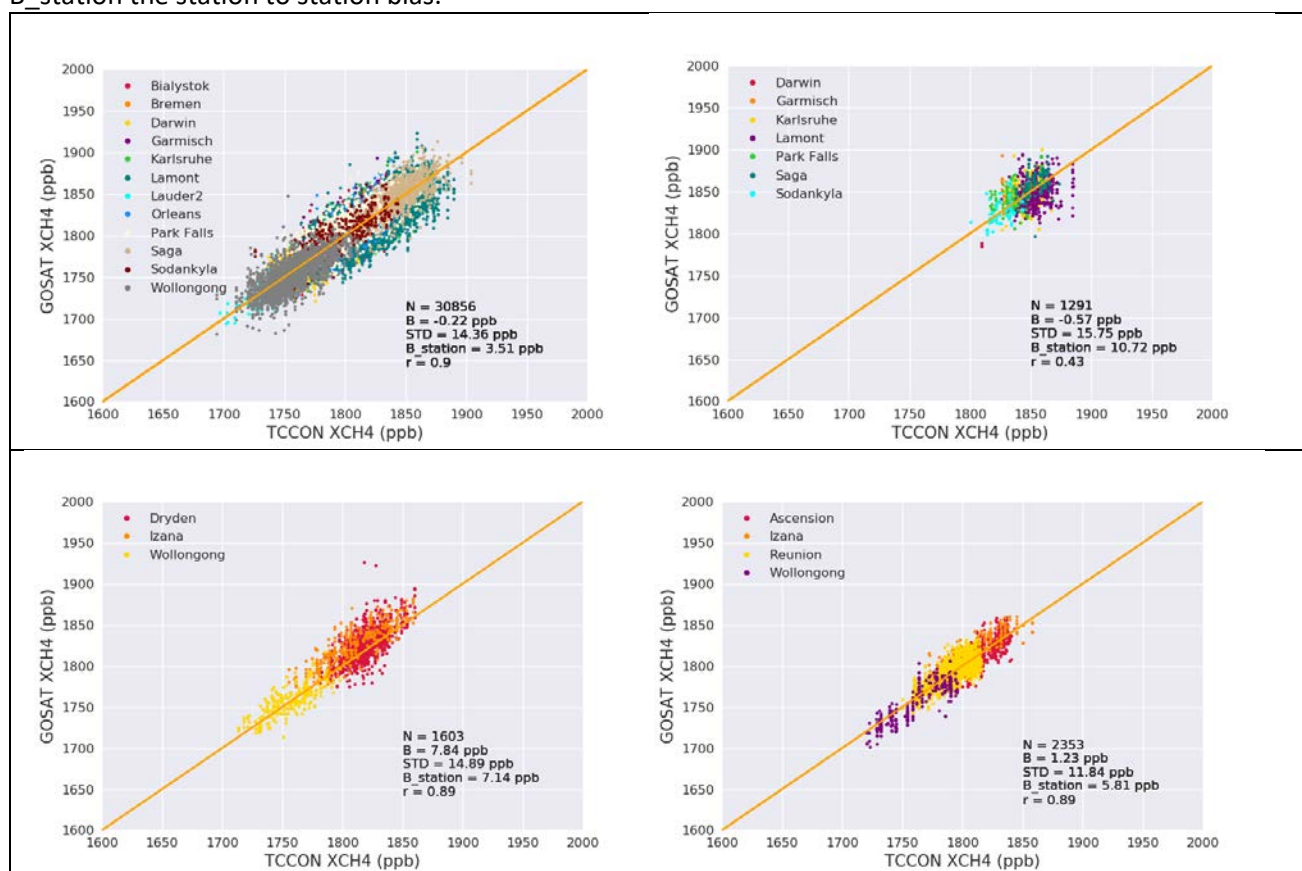 B_station the station to station bias.
2000
1950
1900
1850
1800
1750
1700
1650
1600
GOSAT XCH4 (ppb)
Bialystok
Bremen
Darwin
Garmisch
Karlsruhe
Lamont
Lauder2
Orleans
Park Falls
Saga
Sodankyla
Wollongong
N = 30856
B = -0.22 ppb
STD = 14.36 ppb
B_station = 3.51 ppb
r = 0.9
1600 1650 1700 1750 1800 1850 1900 1950 2000
TCCON XCH4 (ppb)
2000
1950
1900
1850
1800
1750
1700
1650
1600
GOSAT XCH4 (ppb)
Darwin
Garmisch
Karlsruhe
Lamont
Park Falls
Saga
Sodankyla
N = 1291
B = -0.57 ppb
STD = 15.75 ppb
B_station = 10.72 ppb
r = 0.43
1600 1650 1700 1750 1800 1850 1900 1950 2000
TCCON XCH4 (ppb)
2000
1950
1900
1850
1800
1750
1700
1650
1600
GOSAT XCH4 (ppb)
Dryden
Izana
Wollongong
N = 1603
B = 7.84 ppb
STD = 14.89 ppb
B_station = 7.14 ppb
r = 0.89
1600 1650 1700 1750 1800 1850 1900 1950 2000
TCCON XCH4 (ppb)
2000
1950
1900
1850
1800
1750
1700
1650
1600
GOSAT XCH4 (ppb)
Ascension
Izana
Reunion
Wollongong
N = 2353
B = 1.23 ppb
STD = 11.84 ppb
B_station = 5.81 ppb
r = 0.89
1600 1650 1700 1750 1800 1850 1900 1950 2000
TCCON XCH4 (ppb)